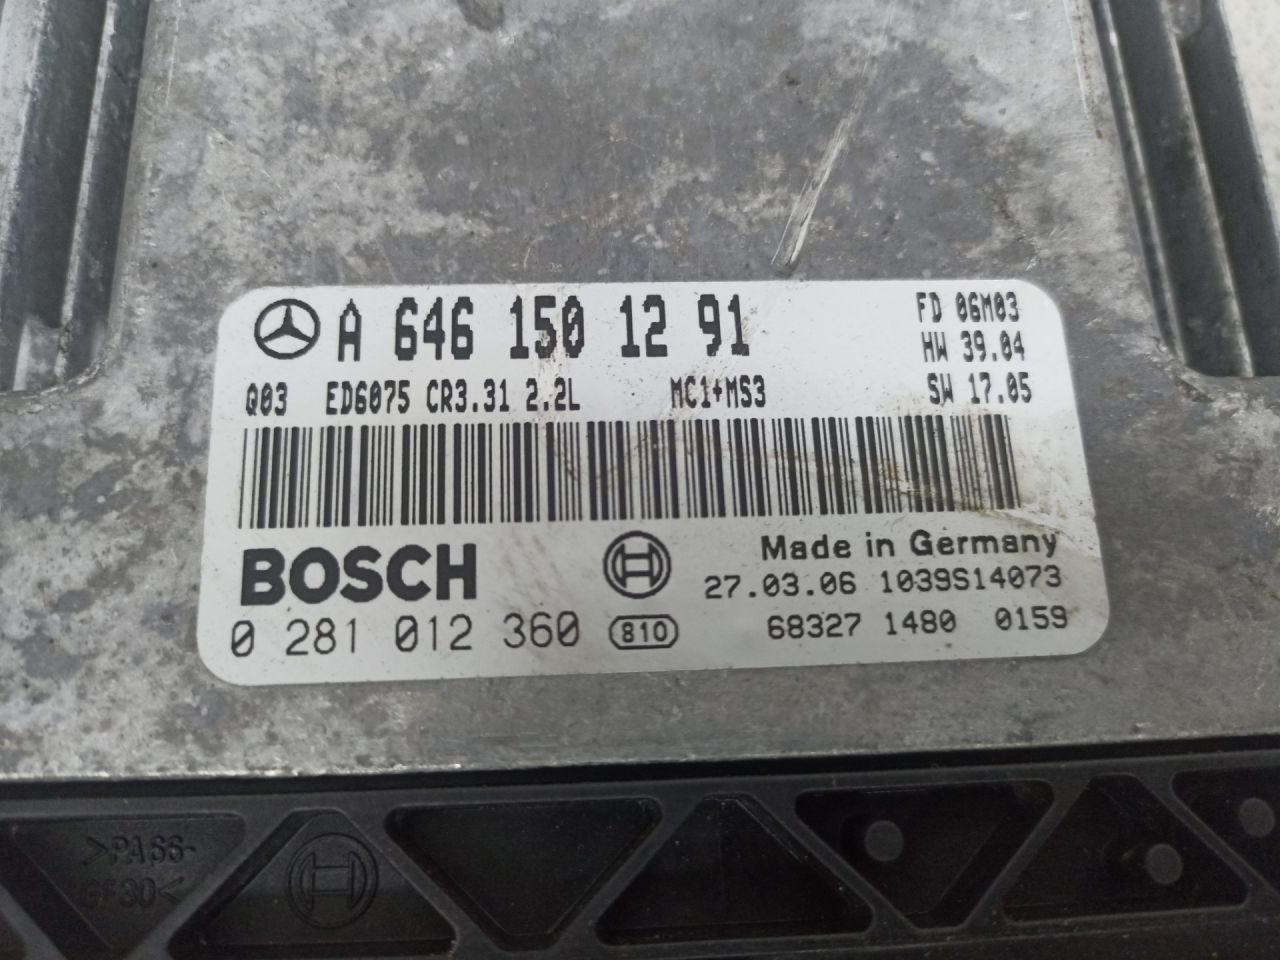 A 646 150 12 91
FD 06M03
HW 39.04
Q03 ED6075 CR3.31 2.2L MC1+MS3 SW 17.05
BOSCH
Made in Germany
27.03.06 1039S14073
0 281 012 360 810 68327 1480 0159
>PA66-
GF30<